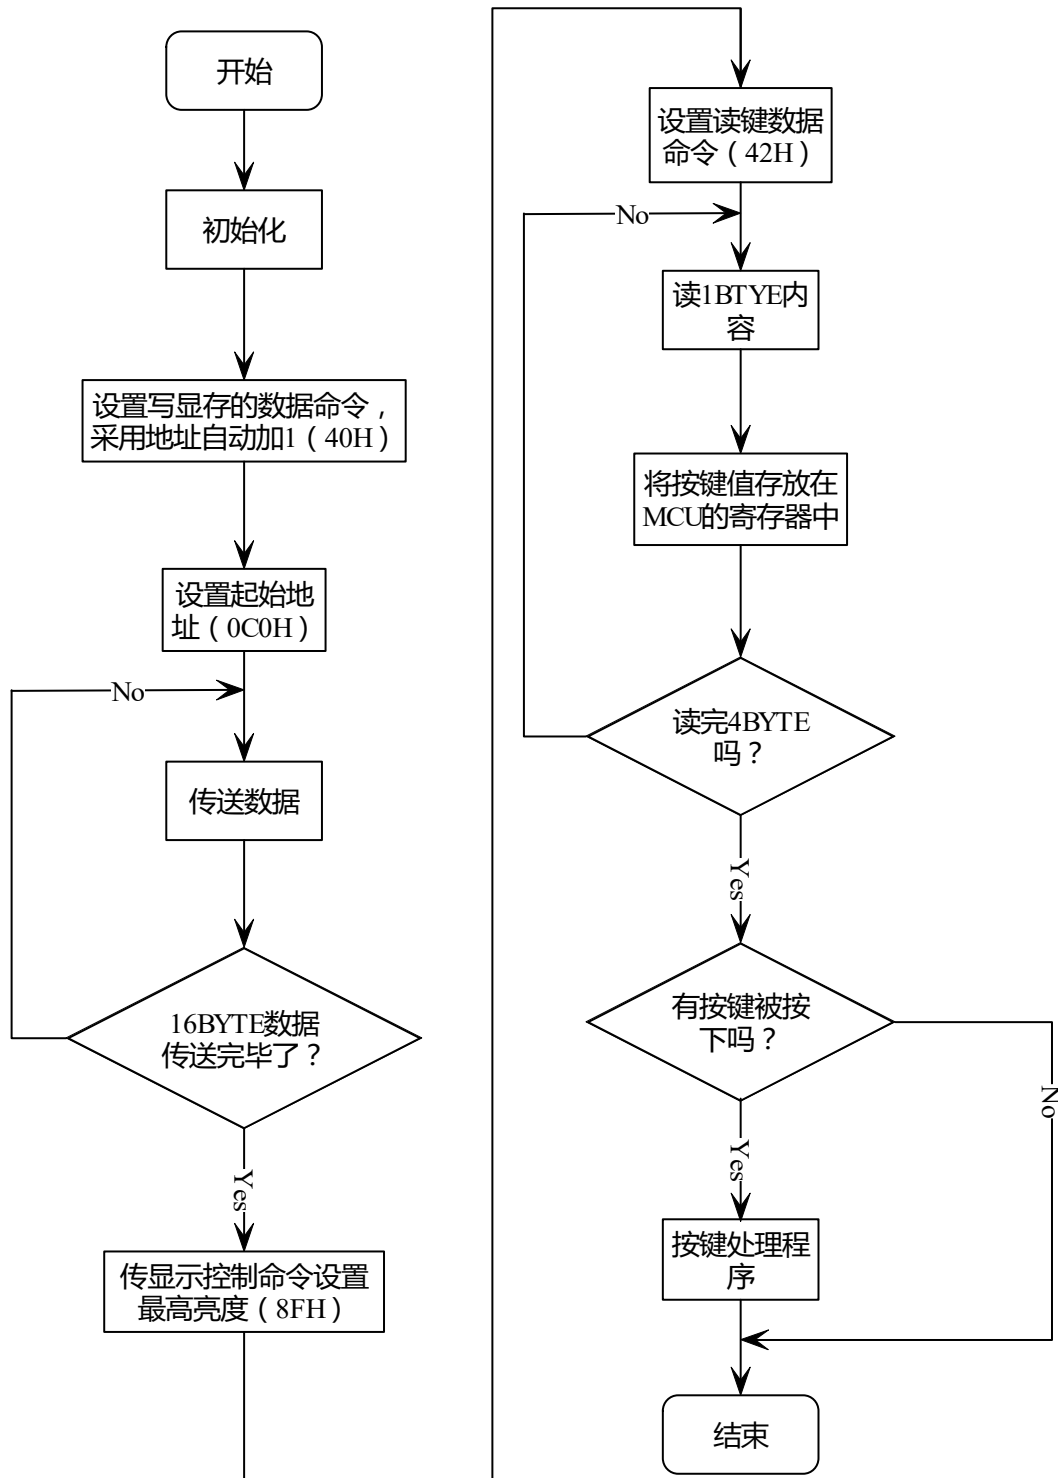 开始
初始化
设置写显存的数据命令，
采用地址自动加1（40H）
设置起始地
址（0C0H）
No
传送数据
16BYTE数据
传送完毕了？
Yes
传显示控制命令设置
最高亮度（8FH）
设置读键数据
命令（42H）
No
读1BTYE内
容
将按键值存放在
MCU的寄存器中
读完4BYTE
吗？
Yes
有按键被按
下吗？
No
Yes
按键处理程
序
结束